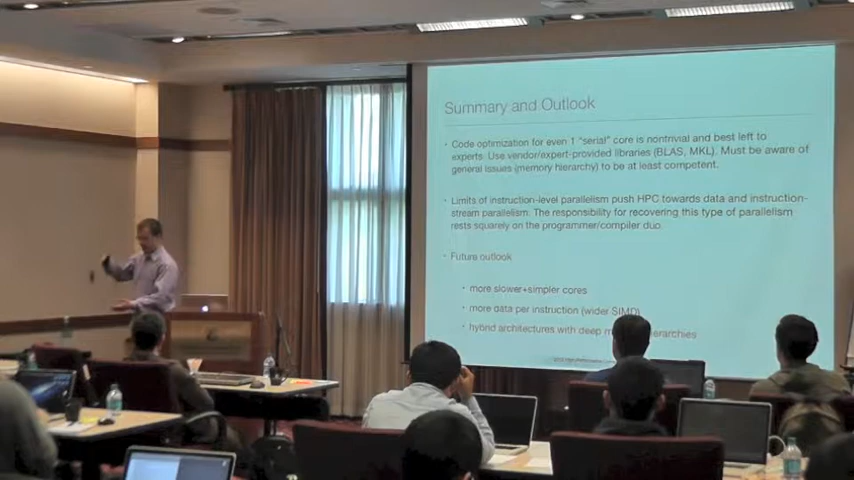 Summary and Outlook
• Code optimization for even 1 "serial" core is nontrivial and best left to
experts. Use vendor/expert-provided libraries (BLAS, MKL). Must be aware of
general issues (memory hierarchy) to be at least competent.
• Limits of instruction-level parallelism push HPC towards data and instruction-
stream parallelism. The responsibility for recovering this type of parallelism
rests squarely on the programmer/compiler duo.
• Future outlook
• more slower+simpler cores
• more data per instruction (wider SIMD)
• hybrid architectures with deep hierarchies